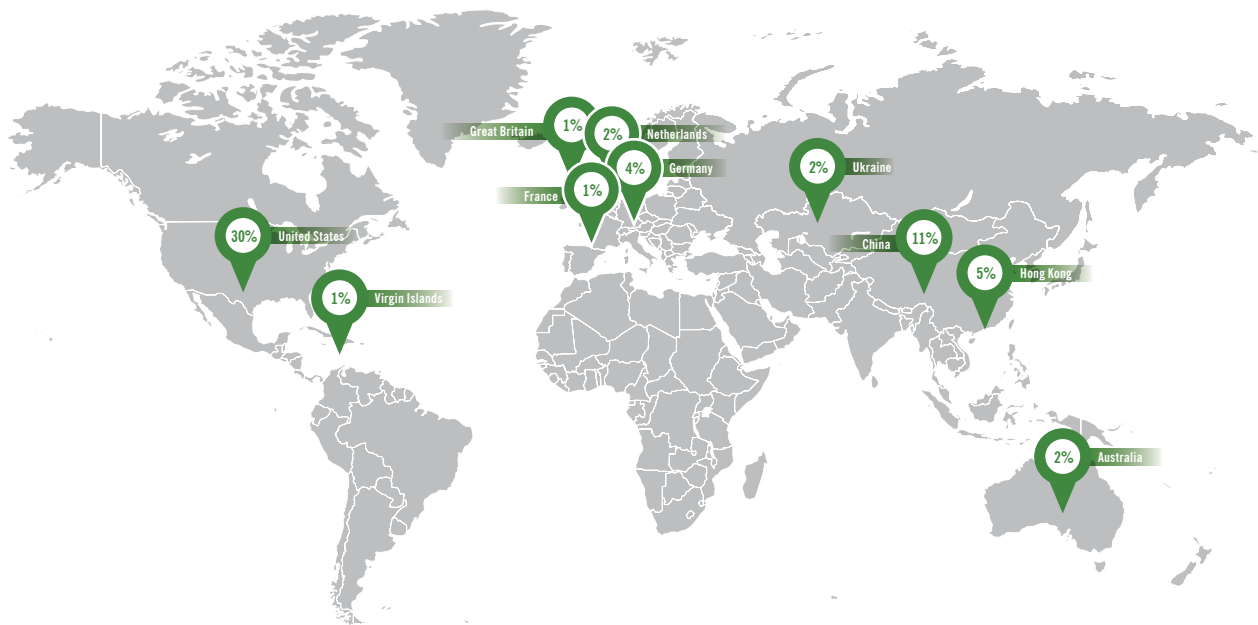 Great Britain 1%
2% Netherlands
4% Germany
France 1%
2% Ukraine
30% United States
China 11%
5% Hong Kong
1% Virgin Islands
2% Australia